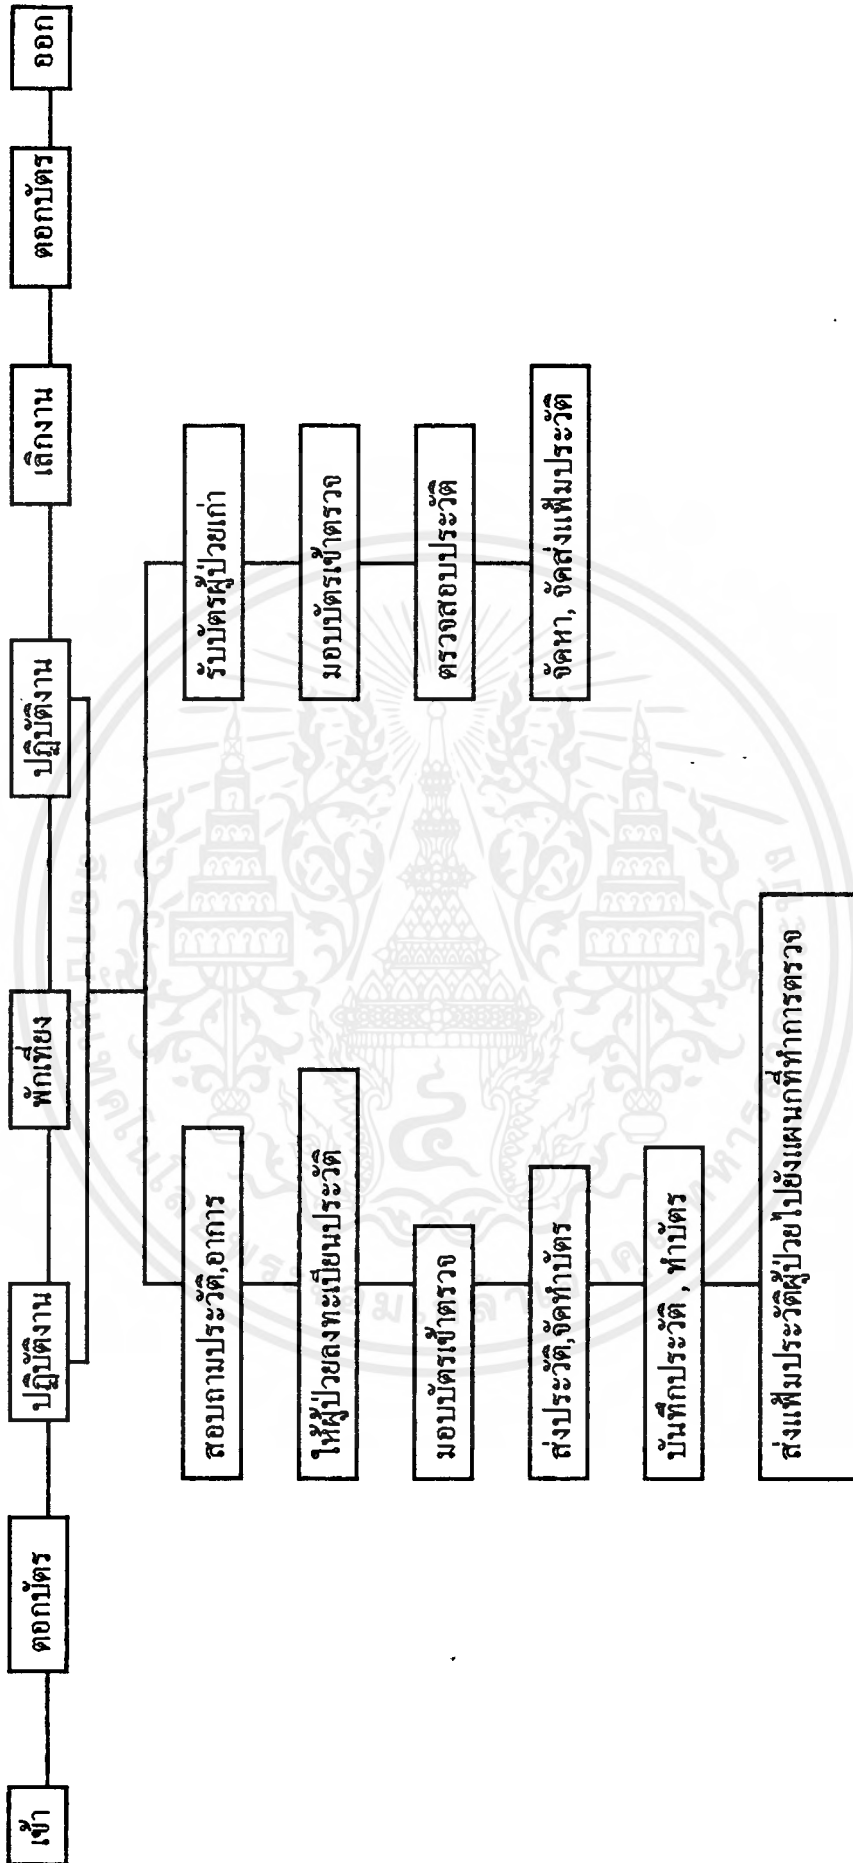 เข้า
ตอกบัตร
ปฏิบัติงาน
พักเที่ยง
ปฏิบัติงาน
เลิกงาน
ตอกบัตร
ออก
สอบถามประวัติ,อาการ
ให้ผู้ป่วยลงทะเบียนประวัติ
มอบบัตรเข้าตรวจ
ส่งประวัติ,จัดทำบัตร
บันทึกประวัติ , ทำบัตร
ส่งแฟ้มประวัติผู้ป่วยไปยังแผนกที่ทำการตรวจ
รับบัตรผู้ป่วยเก่า
มอบบัตรเข้าตรวจ
ตรวจสอบประวัติ
จัดหา, จัดส่งแฟ้มประวัติ